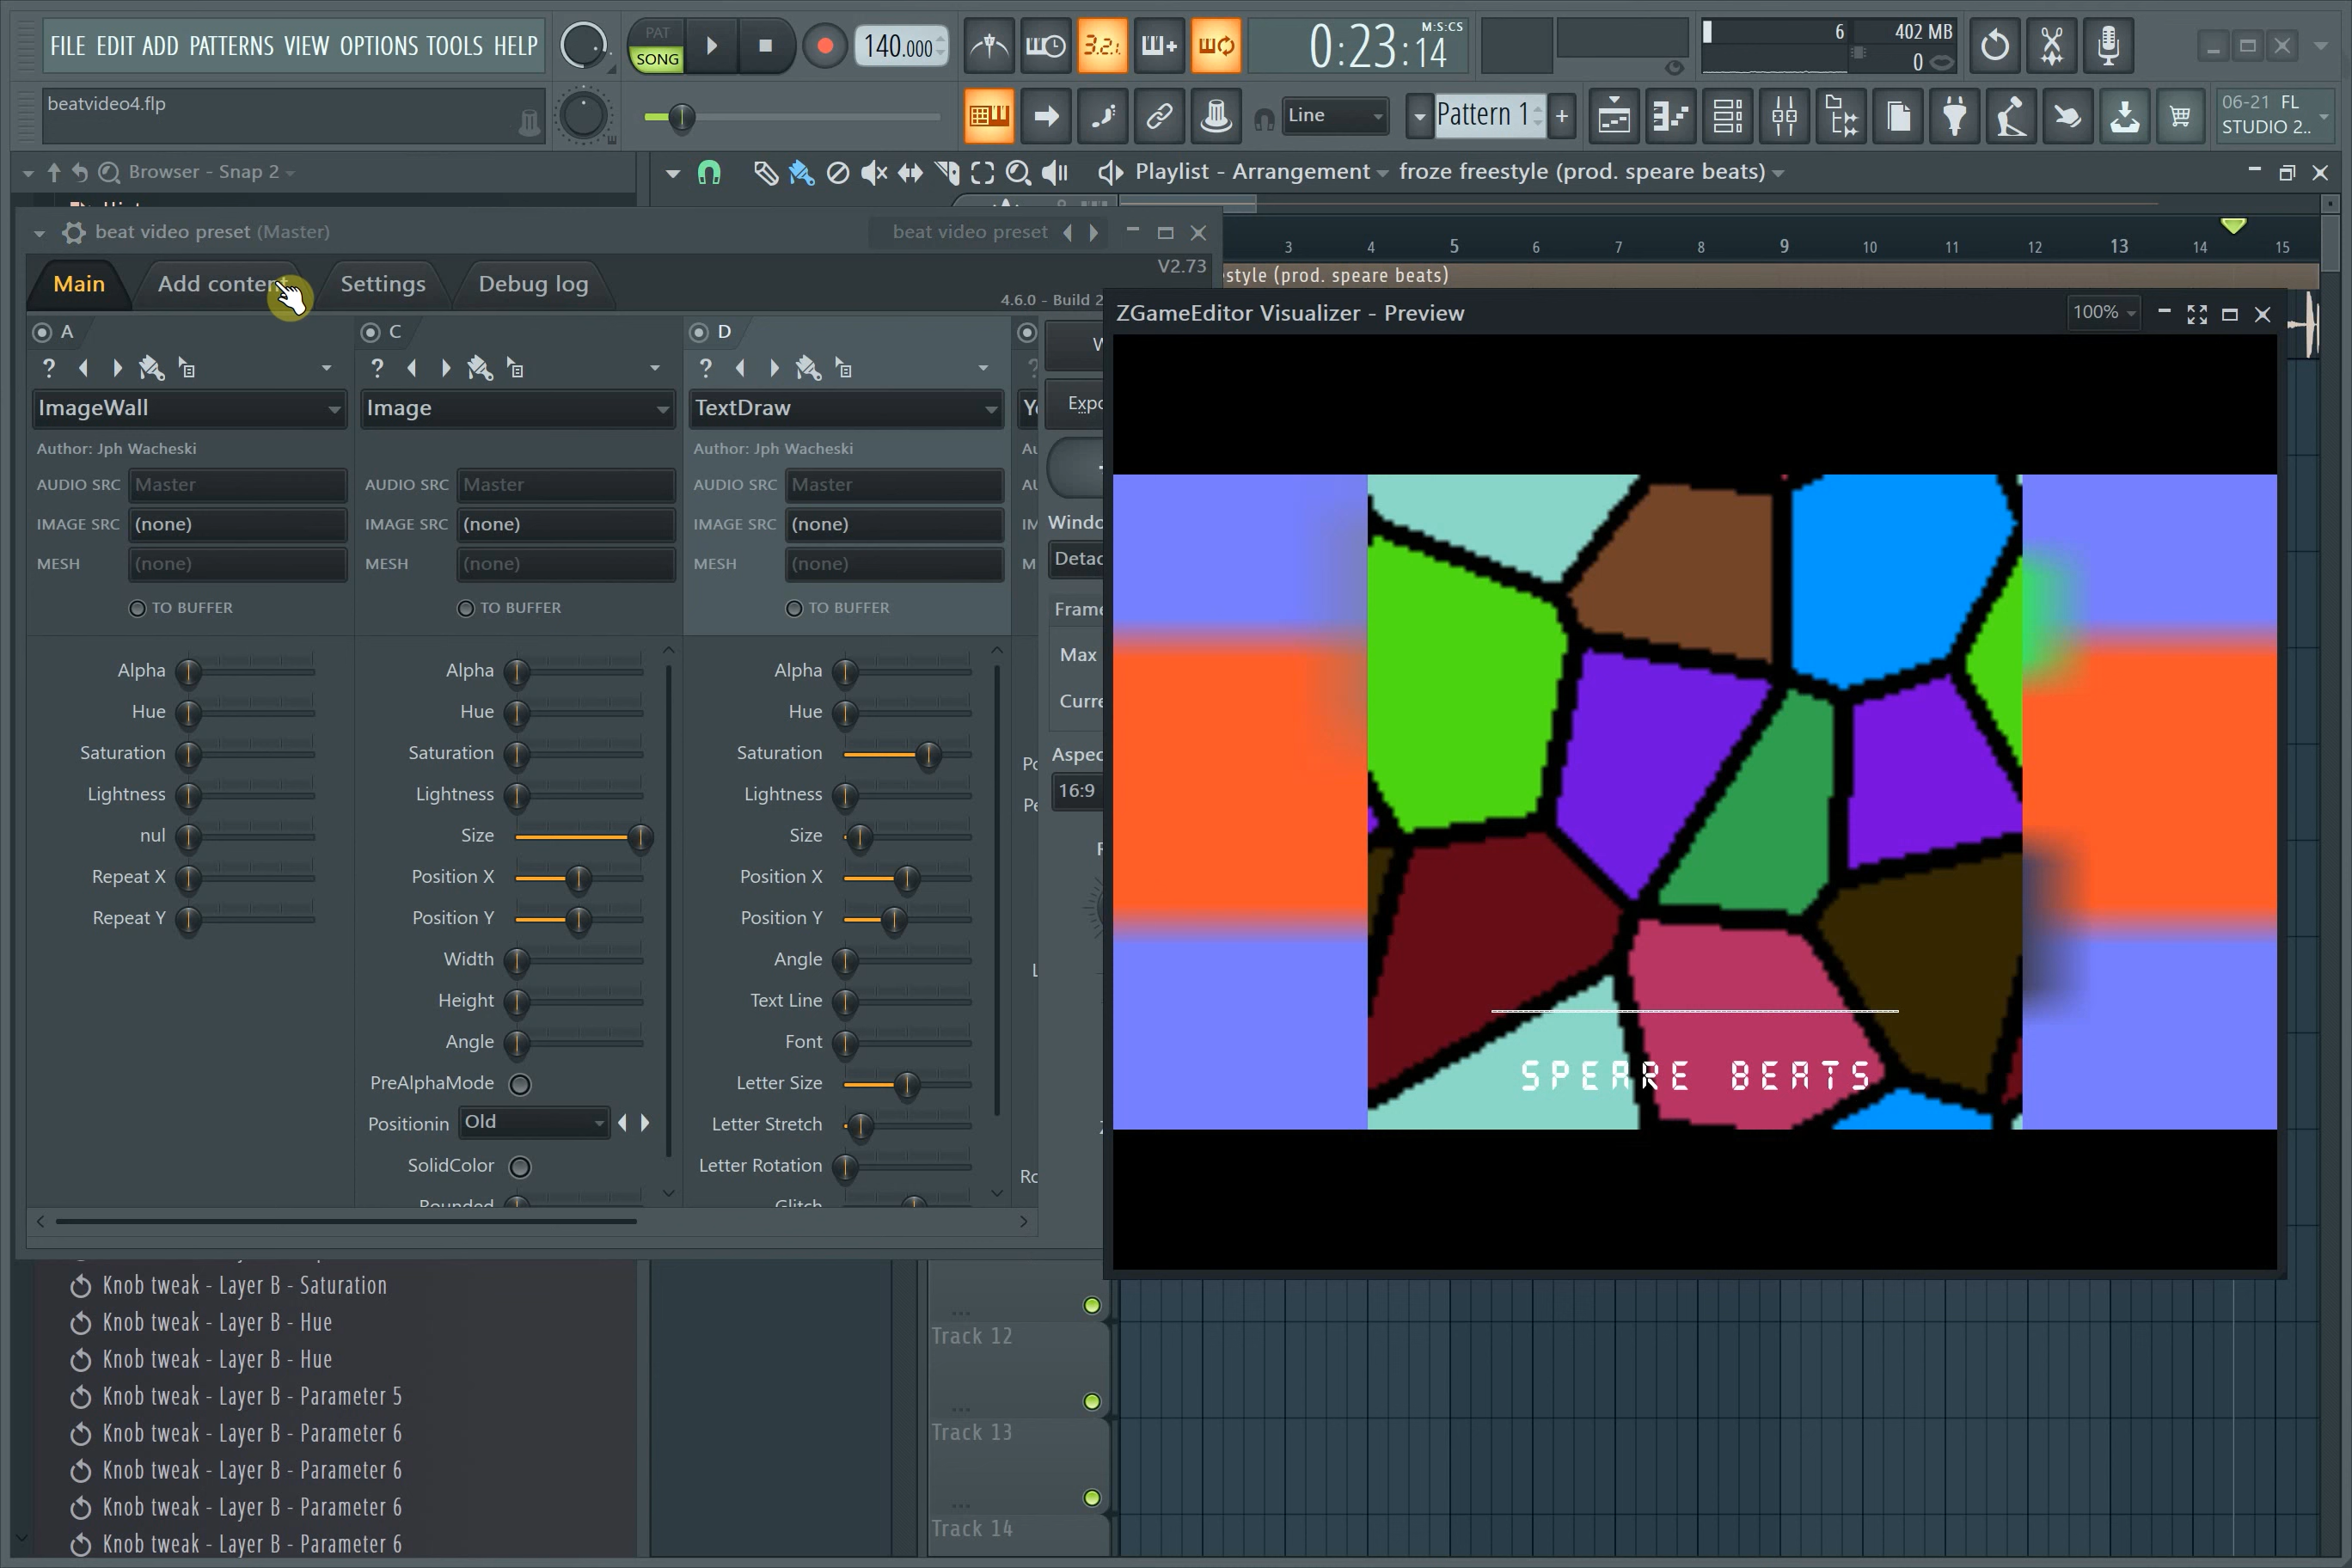 FILE EDIT ADD PATTERNS VIEW OPTIONS TOOLS HELP
PAT
SONG
140.000
3.2.1.
0:23:14
M:S:CS
6
402 MB
0
beatvideo4.flp
Line
Pattern 1
06-21 FL
STUDIO 2..
Browser - Snap 2
Playlist - Arrangement
froze freestyle (prod. speare beats)
beat video preset (Master)
beat video preset
3 4 5 6 7 8 9 10 11 12 13 14 15
Main
Add content
Settings
Debug log
V2.73
4.6.0 - Build 2
style (prod. speare beats)
ZGameEditor Visualizer - Preview
100%
A
C
D
ImageWall
Image
TextDraw
Author: Jph Wacheski
Author: Jph Wacheski
AUDIO SRC Master
AUDIO SRC Master
AUDIO SRC Master
IMAGE SRC (none)
IMAGE SRC (none)
IMAGE SRC (none)
MESH (none)
MESH (none)
MESH (none)
TO BUFFER
TO BUFFER
TO BUFFER
Expo
Windo
Detac
Frame
Max
Curre
Aspec
16:9
Alpha
Hue
Saturation
Lightness
nul
Repeat X
Repeat Y
Alpha
Hue
Saturation
Lightness
Size
Position X
Position Y
Width
Height
Angle
PreAlphaMode
Positionin Old
SolidColor
Rounded
Alpha
Hue
Saturation
Lightness
Size
Position X
Position Y
Angle
Text Line
Font
Letter Size
Letter Stretch
Letter Rotation
Glitch
SPEARE BEATS
Knob tweak - Layer B - Saturation
Knob tweak - Layer B - Hue
Knob tweak - Layer B - Hue
Knob tweak - Layer B - Parameter 5
Knob tweak - Layer B - Parameter 6
Knob tweak - Layer B - Parameter 6
Knob tweak - Layer B - Parameter 6
Knob tweak - Layer B - Parameter 6
Track 12
Track 13
Track 14